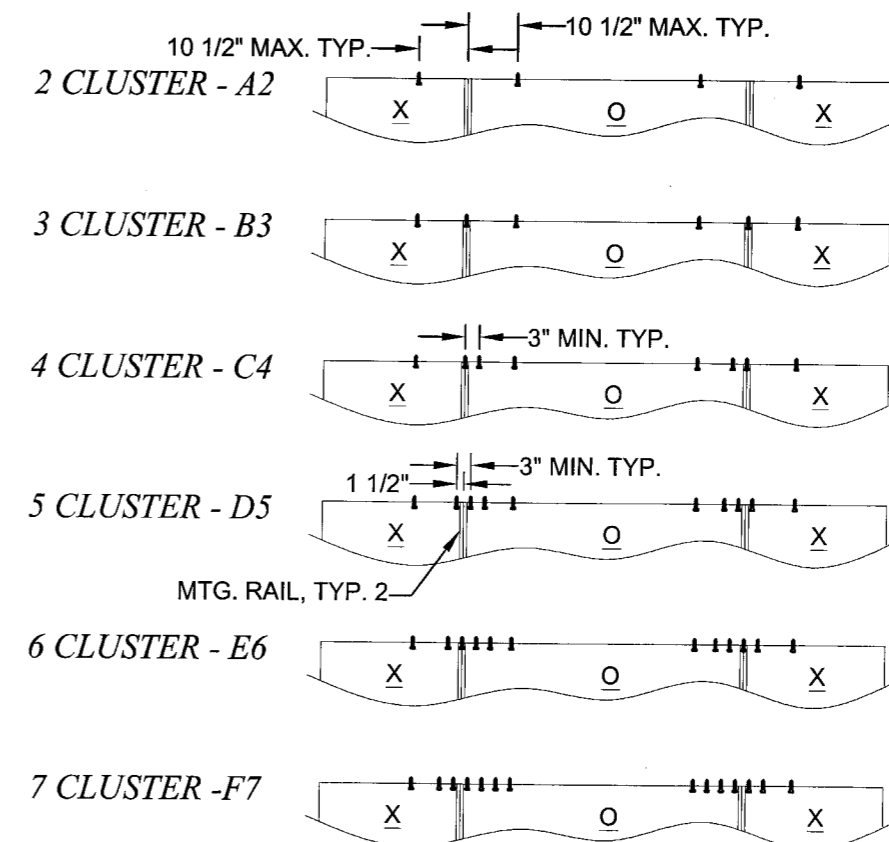 10 1/2" MAX. TYP.
10 1/2" MAX. TYP.
2 CLUSTER - A2
X O X
3 CLUSTER - B3
X O X
3" MIN. TYP.
4 CLUSTER - C4
X O X
3" MIN. TYP.
1 1/2"
5 CLUSTER - D5
X O X
MTG. RAIL, TYP. 2
6 CLUSTER - E6
X O X
7 CLUSTER -F7
X O X